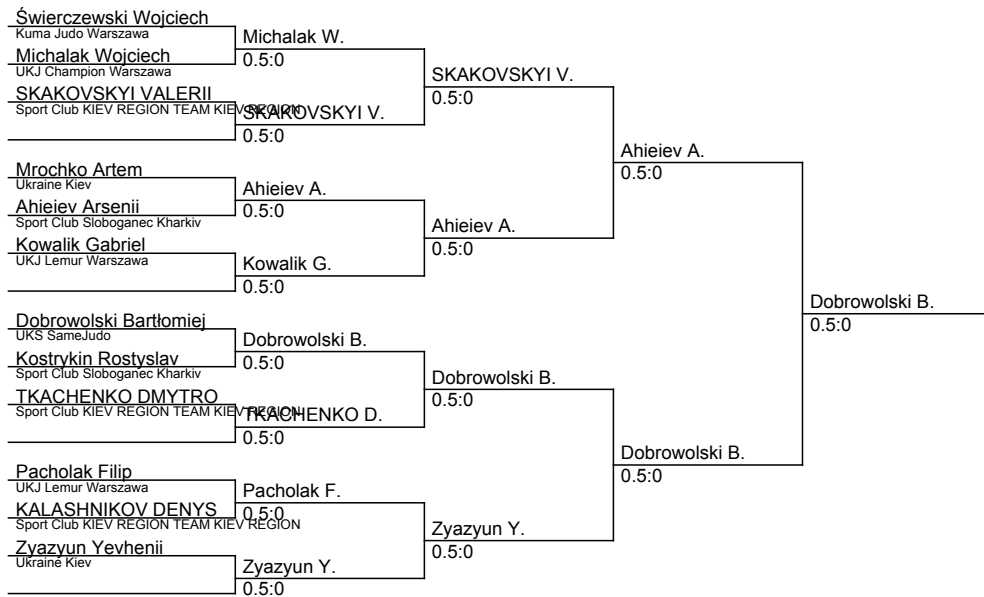 Świerczewski Wojciech
Kuma Judo Warszawa
Michalak Wojciech
UKJ Champion Warszawa
SKAKOVSKYI VALERII
Sport Club KIEV REGION TEAM KIEV REGION
Mrochko Artem
Ukraine Kiev
Ahieiev Arsenii
Sport Club Sloboganec Kharkiv
Kowalik Gabriel
UKJ Lemur Warszawa
Dobrowolski Bartłomiej
UKS SameJudo
Kostrykin Rostyslav
Sport Club Sloboganec Kharkiv
TKACHENKO DMYTRO
Sport Club KIEV REGION TEAM KIEV REGION
Pacholak Filip
UKJ Lemur Warszawa
KALASHNIKOV DENYS
Sport Club KIEV REGION TEAM KIEV REGION
Zyazyun Yevhenii
Ukraine Kiev
Michalak W.
0.5:0
SKAKOVSKYI V.
0.5:0
Ahieiev A.
0.5:0
Kowalik G.
0.5:0
Dobrowolski B.
0.5:0
TKACHENKO D.
0.5:0
Pacholak F.
0.5:0
Zyazyun Y.
0.5:0
SKAKOVSKYI V.
0.5:0
Ahieiev A.
0.5:0
Dobrowolski B.
0.5:0
Zyazyun Y.
0.5:0
Ahieiev A.
0.5:0
Dobrowolski B.
0.5:0
Dobrowolski B.
0.5:0